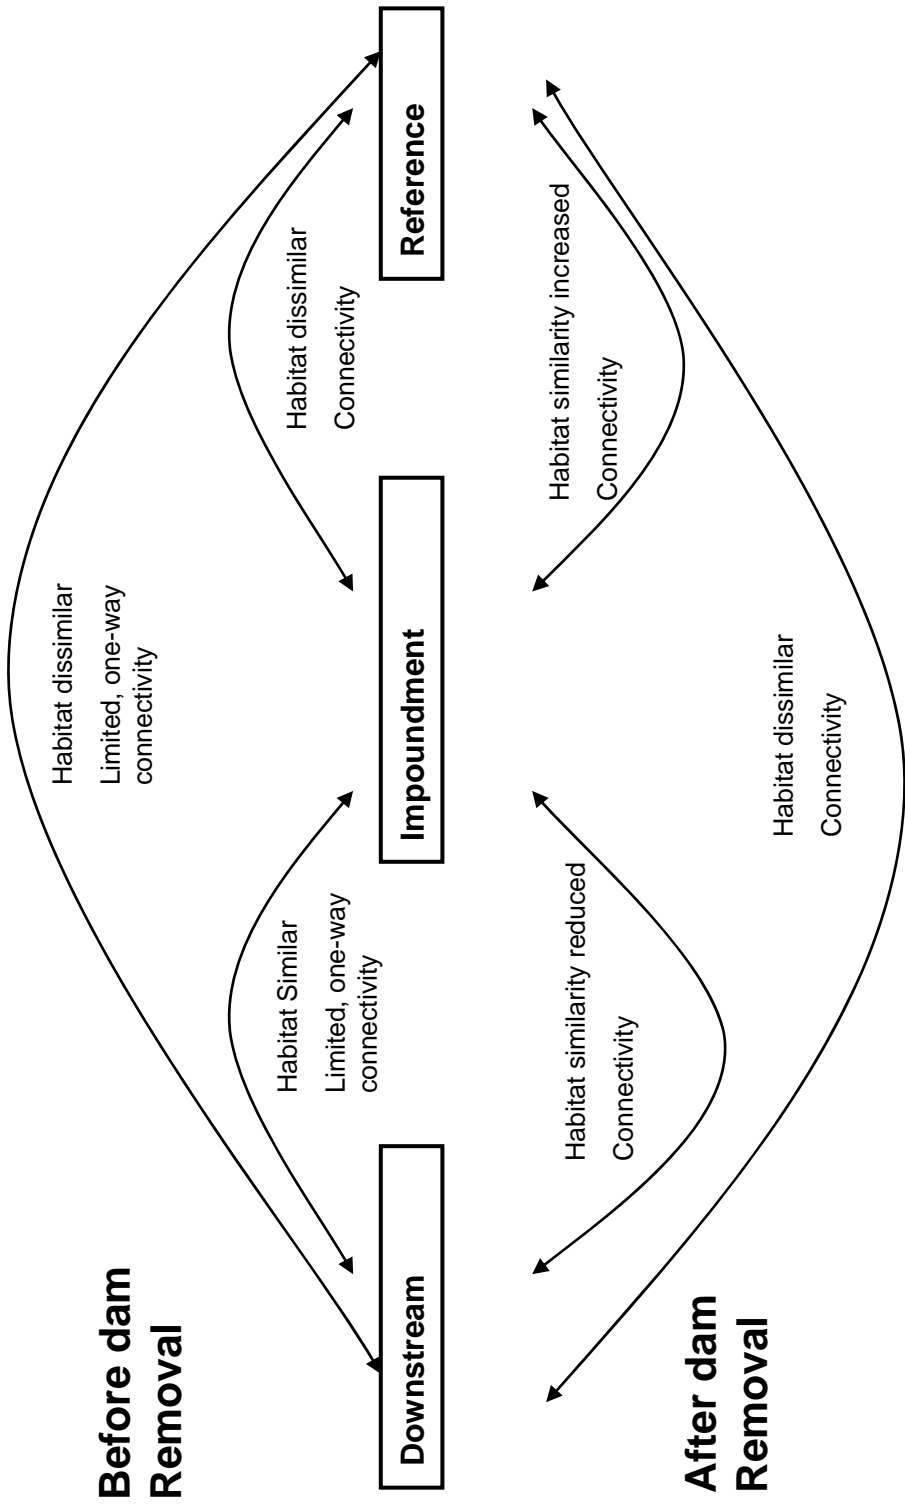 Before dam
Removal
Habitat dissimilar
Limited, one-way
connectivity
Habitat Similar
Limited, one-way
connectivity
Habitat dissimilar
Connectivity
Downstream
Impoundment
Reference
Habitat similarity reduced
Connectivity
Habitat similarity increased
Connectivity
After dam
Removal
Habitat dissimilar
Connectivity